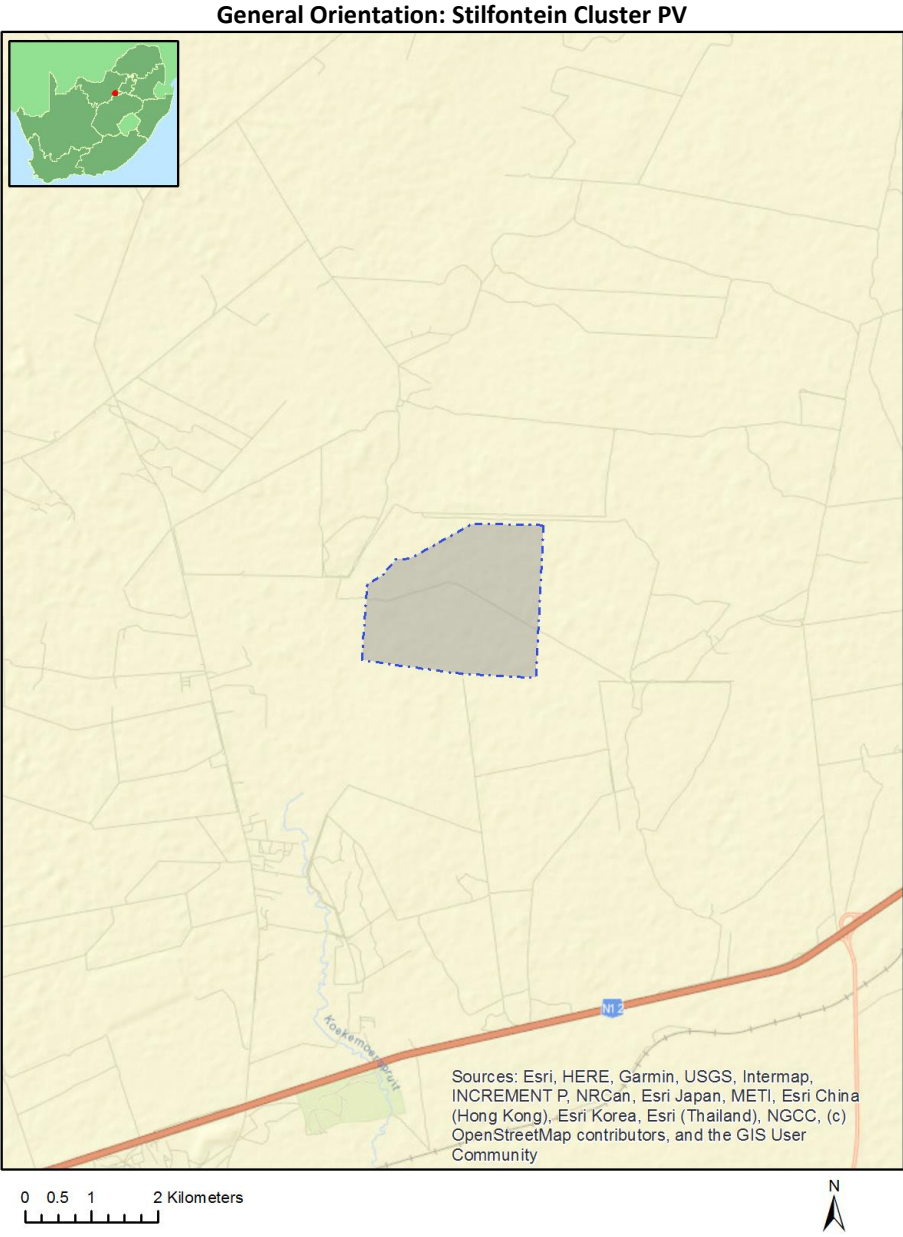 General Orientation: Stilfontein Cluster PV
N12
Koekemoerspruit
Sources: Esri, HERE, Garmin, USGS, Intermap,
INCREMENT P, NRCan, Esri Japan, METI, Esri China
(Hong Kong), Esri Korea, Esri (Thailand), NGCC, (c)
OpenStreetMap contributors, and the GIS User
Community
0 0.5 1 2 Kilometers
N